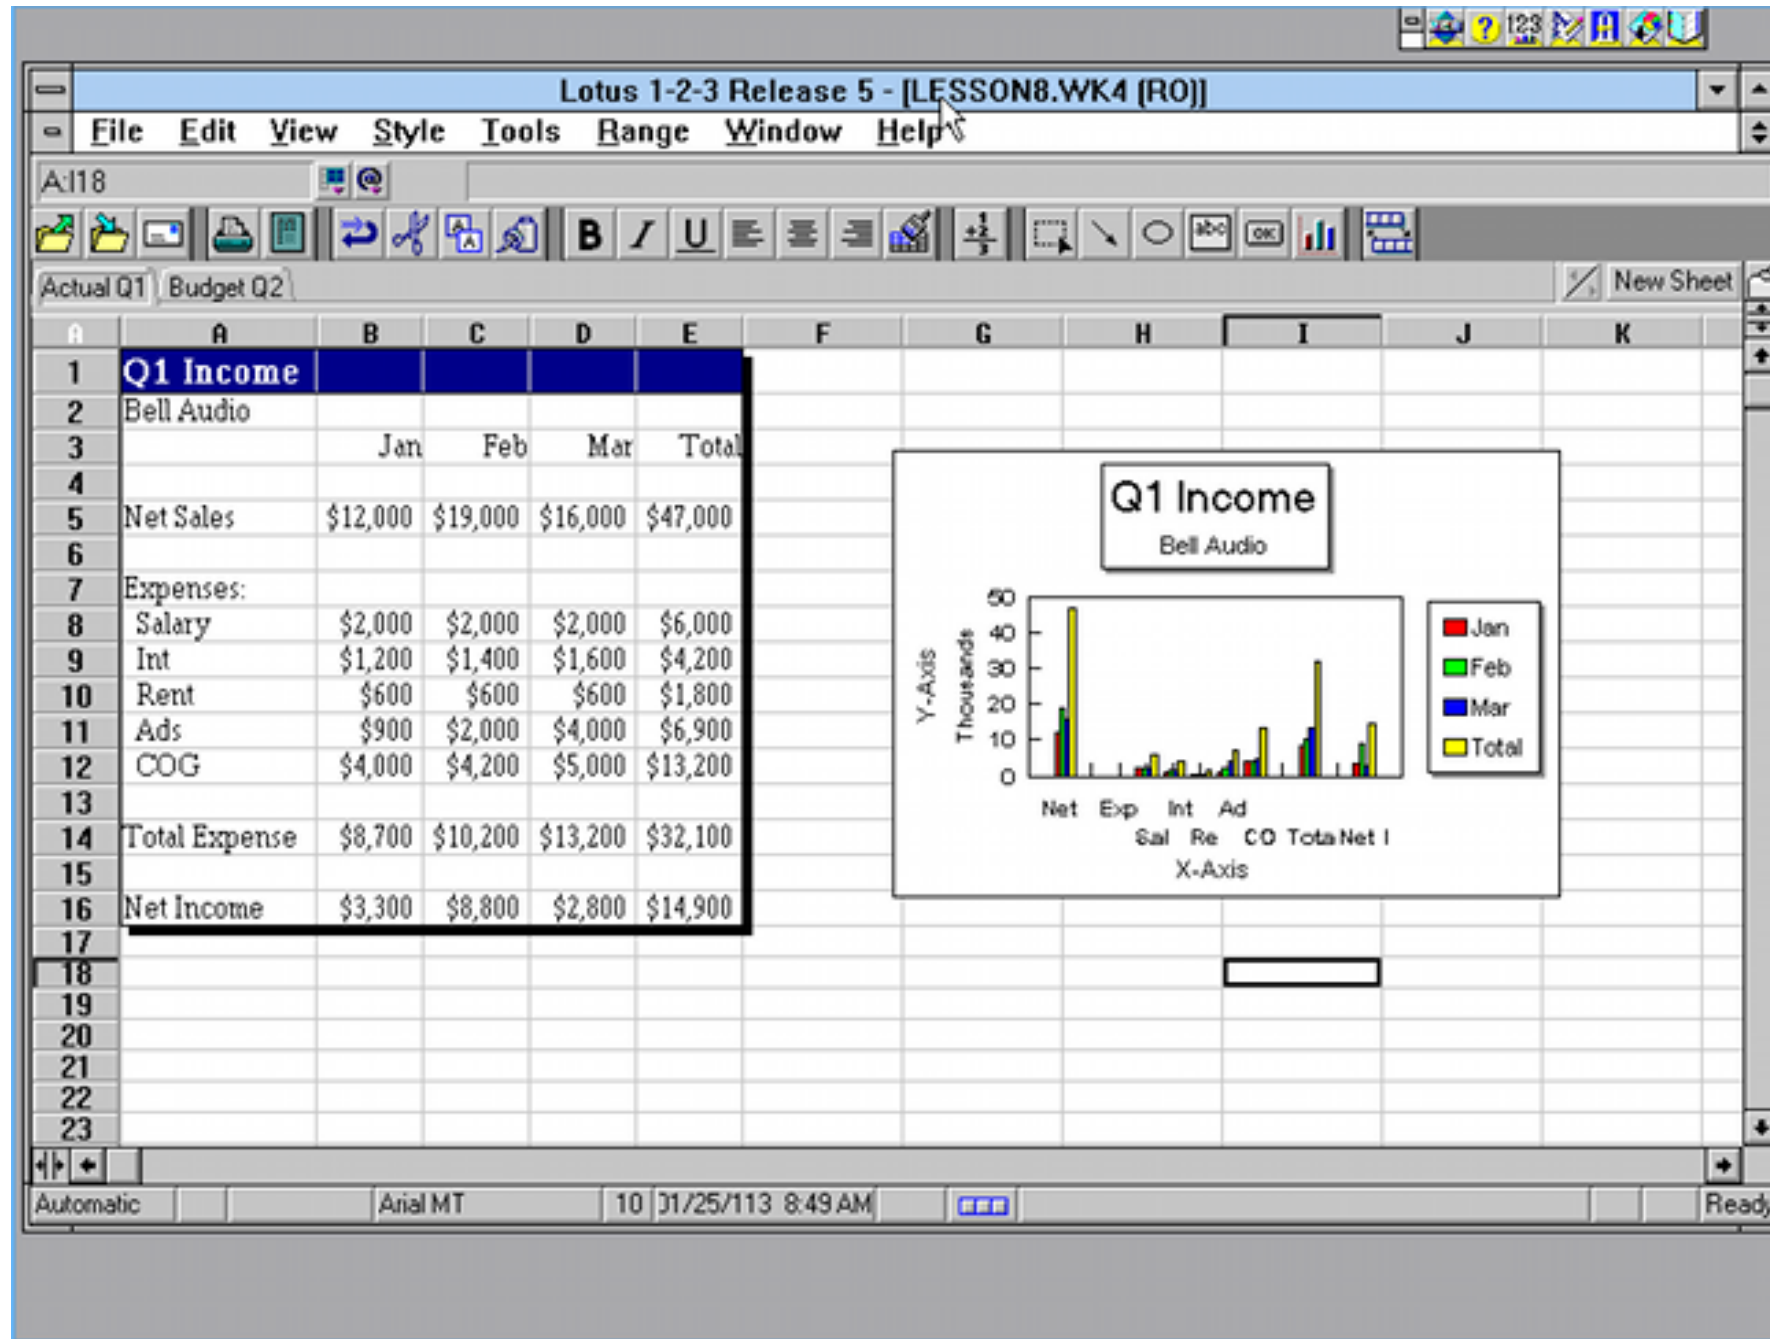 ? 123 A
Lotus 1-2-3 Release 5 - [LESSON8.WK4 (RO)]
File Edit View Style Tools Range Window Help
A:I18 @
A A B I U abc OK
Actual Q1 Budget Q2 New Sheet
A A B C D E F G H I J K
1 Q1 Income
2 Bell Audio
3 Jan Feb Mar Total
4
5 Net Sales $12,000 $19,000 $16,000 $47,000
6
7 Expenses:
8 Salary $2,000 $2,000 $2,000 $6,000
9 Int $1,200 $1,400 $1,600 $4,200
10 Rent $600 $600 $600 $1,800
11 Ads $900 $2,000 $4,000 $6,900
12 COG $4,000 $4,200 $5,000 $13,200
13
14 Total Expense $8,700 $10,200 $13,200 $32,100
15
16 Net Income $3,300 $8,800 $2,800 $14,900
17
18
19
20
21
22
23
Q1 Income
Bell Audio
Y-Axis
Thousands
50
40
30
20
10
0
Net Exp Int Ad
Sal Re CO Tota Net I
X-Axis
Jan
Feb
Mar
Total
Automatic Arial MT 10 01/25/113 8:49 AM Ready